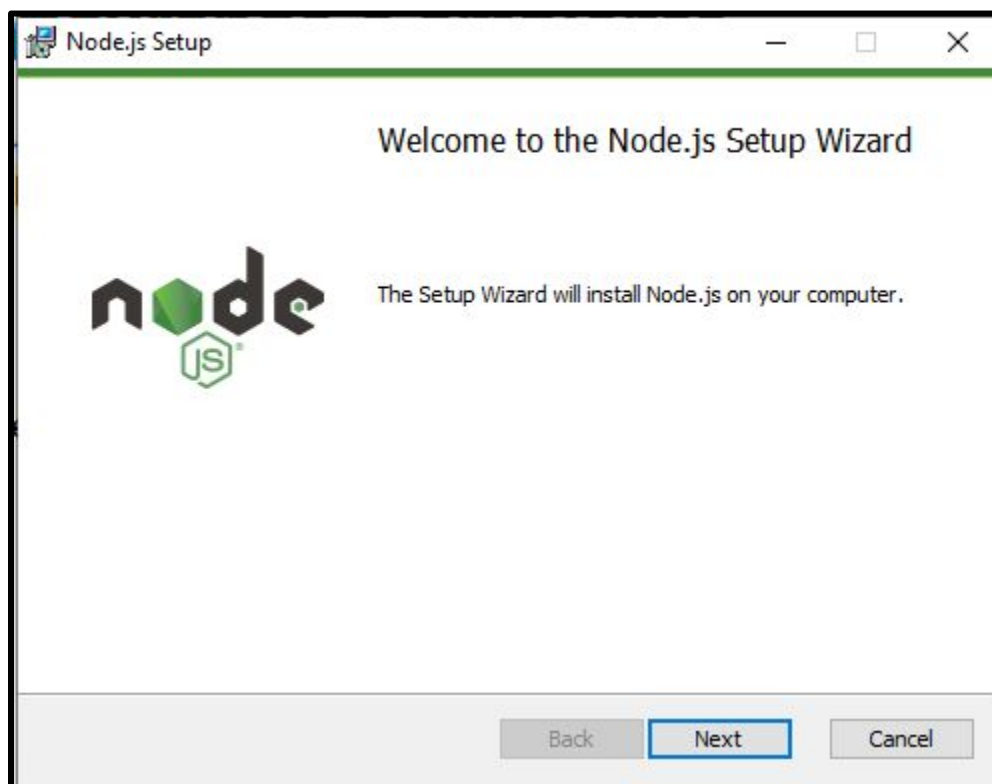 Node.js Setup
Welcome to the Node.js Setup Wizard
node
JS®
The Setup Wizard will install Node.js on your computer.
Back Next Cancel